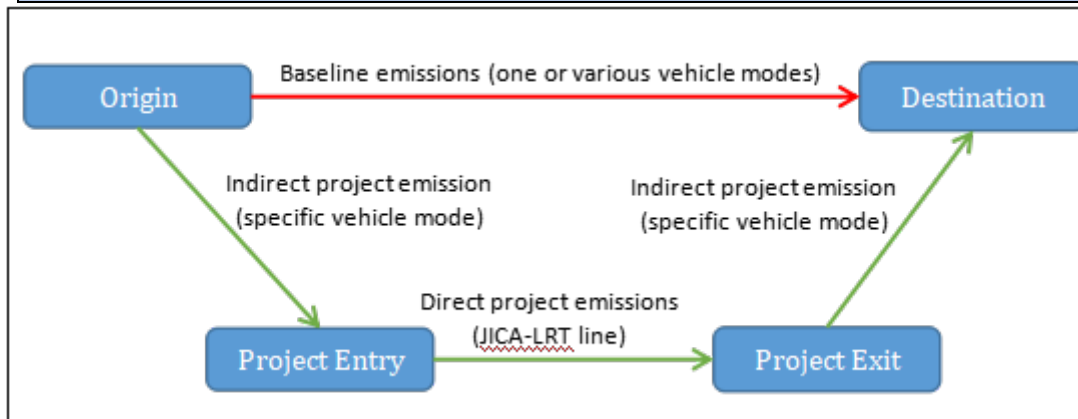 Baseline emissions (one or various vehicle modes)
Origin
Destination
Indirect project emission
(specific vehicle mode)
Indirect project emission
(specific vehicle mode)
Direct project emissions
(JICA-LRT line)
Project Entry
Project Exit